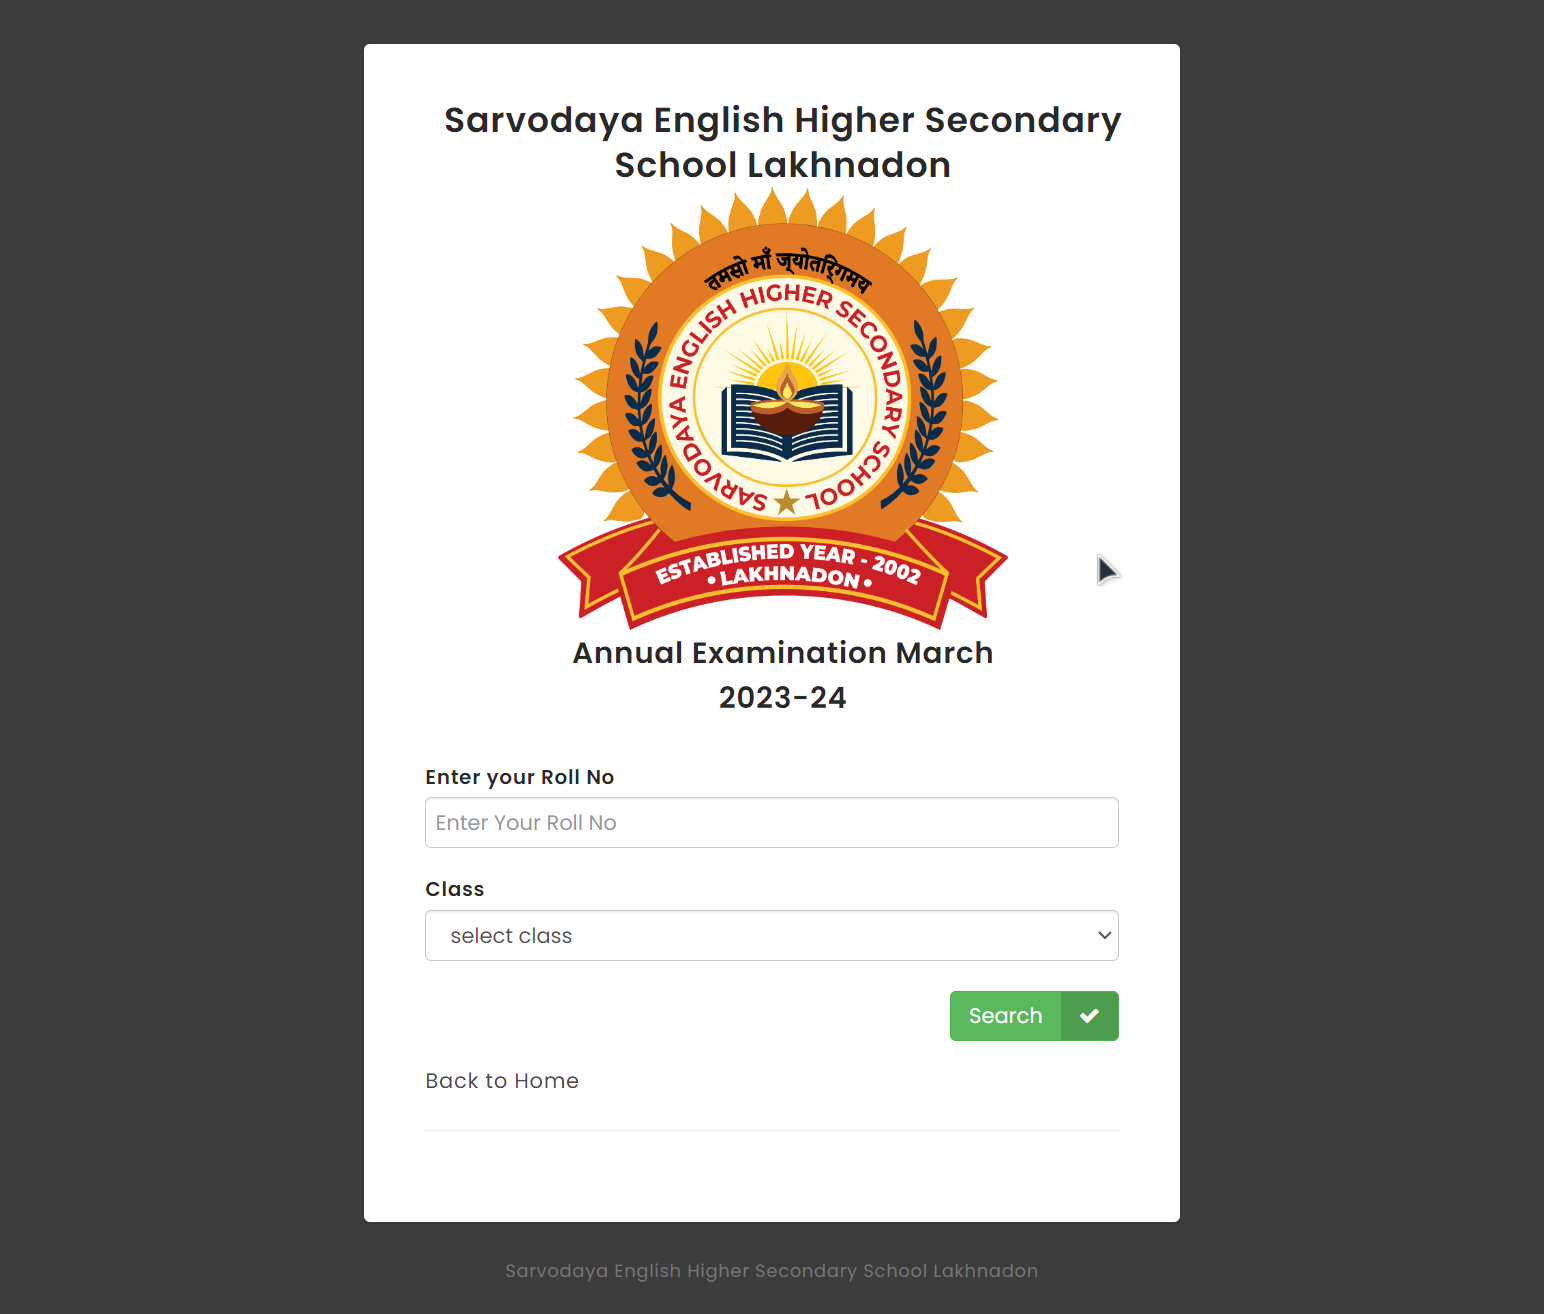 Sarvodaya English Higher Secondary
School Lakhnadon
तमसो माँ ज्योतर्गिमय
SARVODAYA ENGLISH HIGHER SECONDARY SCHOOL
ESTABLISHED YEAR - 2002
• LAKHNADON •
Annual Examination March
2023-24
Enter your Roll No
Enter Your Roll No
Class
select class
Search
Back to Home
Sarvodaya English Higher Secondary School Lakhnadon